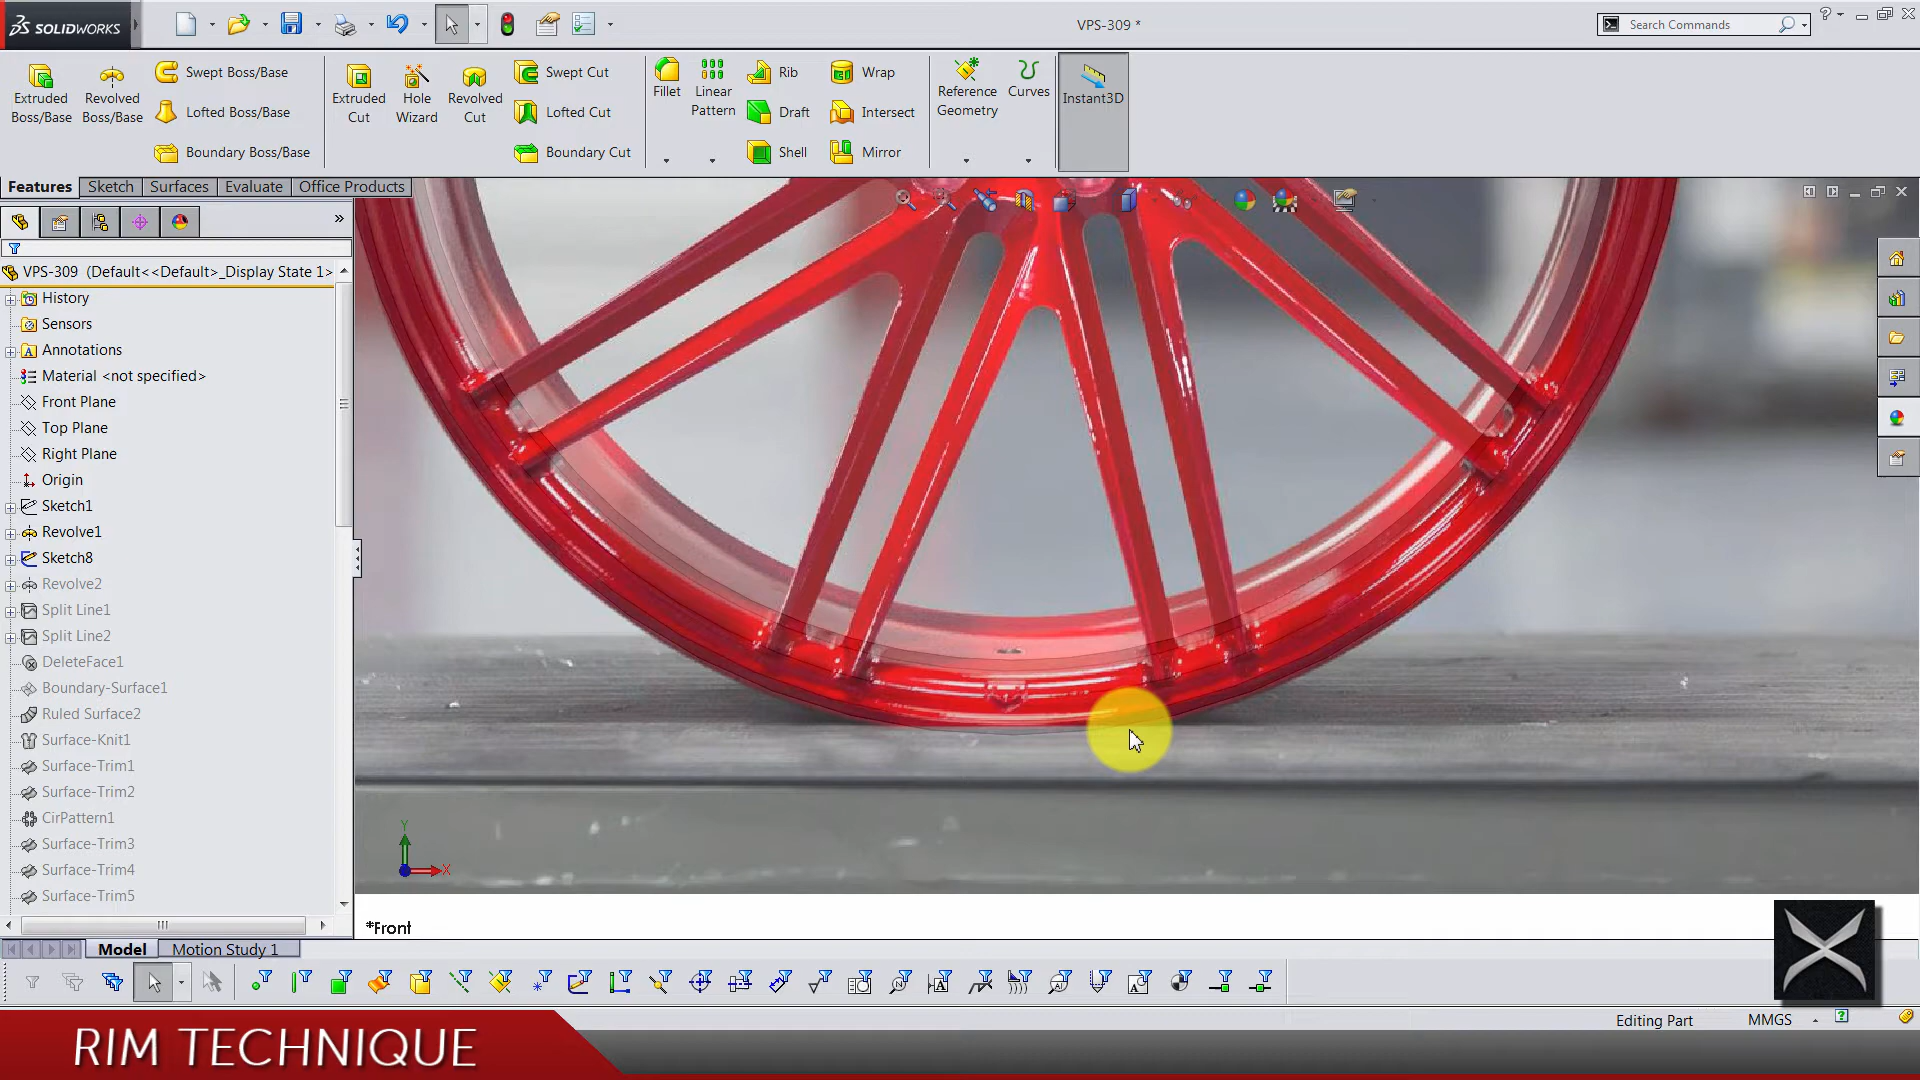 SOLIDWORKS
VPS-309 *
Search Commands
Extruded Boss/Base
Revolved Boss/Base
Swept Boss/Base
Lofted Boss/Base
Boundary Boss/Base
Extruded Cut
Hole Wizard
Revolved Cut
Swept Cut
Lofted Cut
Boundary Cut
Fillet
Linear Pattern
Rib
Draft
Shell
Wrap
Intersect
Mirror
Reference Geometry
Curves
Instant3D
Features
Sketch
Surfaces
Evaluate
Office Products
VPS-309 (Default<<Default>_Display State 1>
History
Sensors
Annotations
Material <not specified>
Front Plane
Top Plane
Right Plane
Origin
Sketch1
Revolve1
Sketch8
Revolve2
Split Line1
Split Line2
DeleteFace1
Boundary-Surface1
Ruled Surface2
Surface-Knit1
Surface-Trim1
Surface-Trim2
CirPattern1
Surface-Trim3
Surface-Trim4
Surface-Trim5
Y
X
*Front
Model
Motion Study 1
Editing Part
MMGS
RIM TECHNIQUE